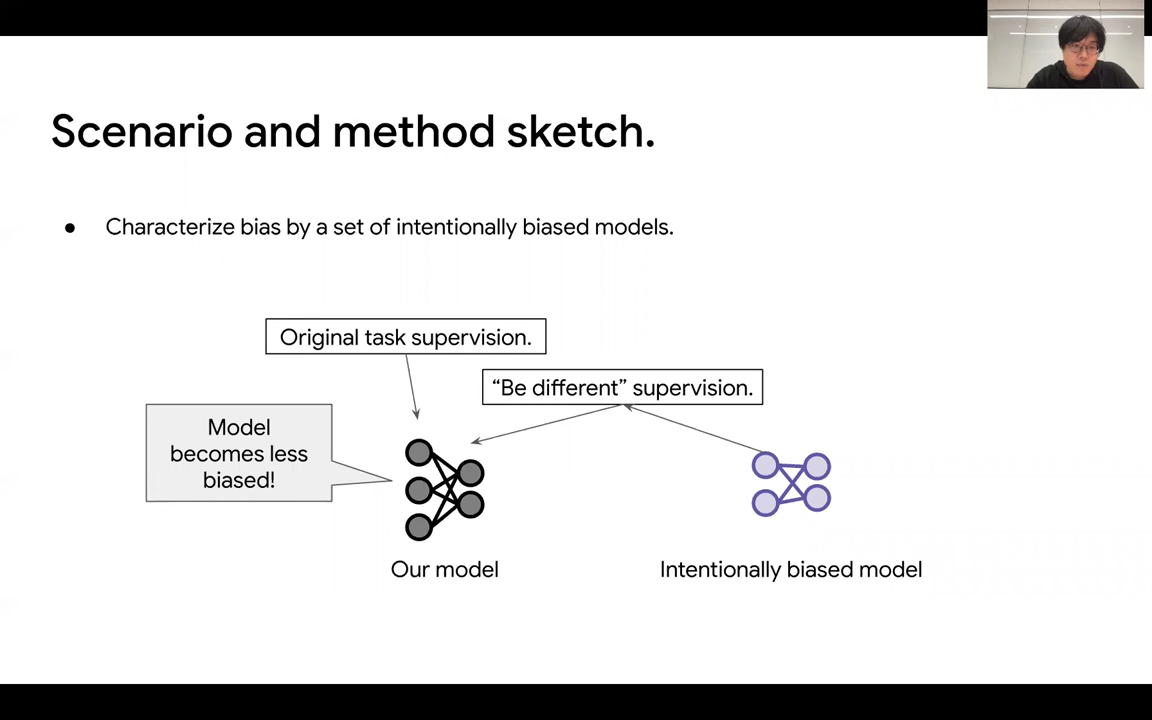 Scenario and method sketch.
● Characterize bias by a set of intentionally biased models.
Original task supervision.
“Be different” supervision.
Model
becomes less
biased!
Our model
Intentionally biased model